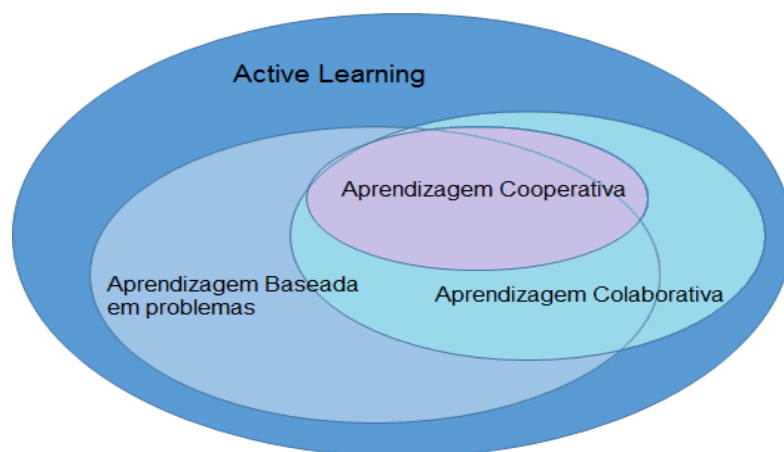 Active Learning
Aprendizagem Cooperativa
Aprendizagem Baseada
em problemas
Aprendizagem Colaborativa